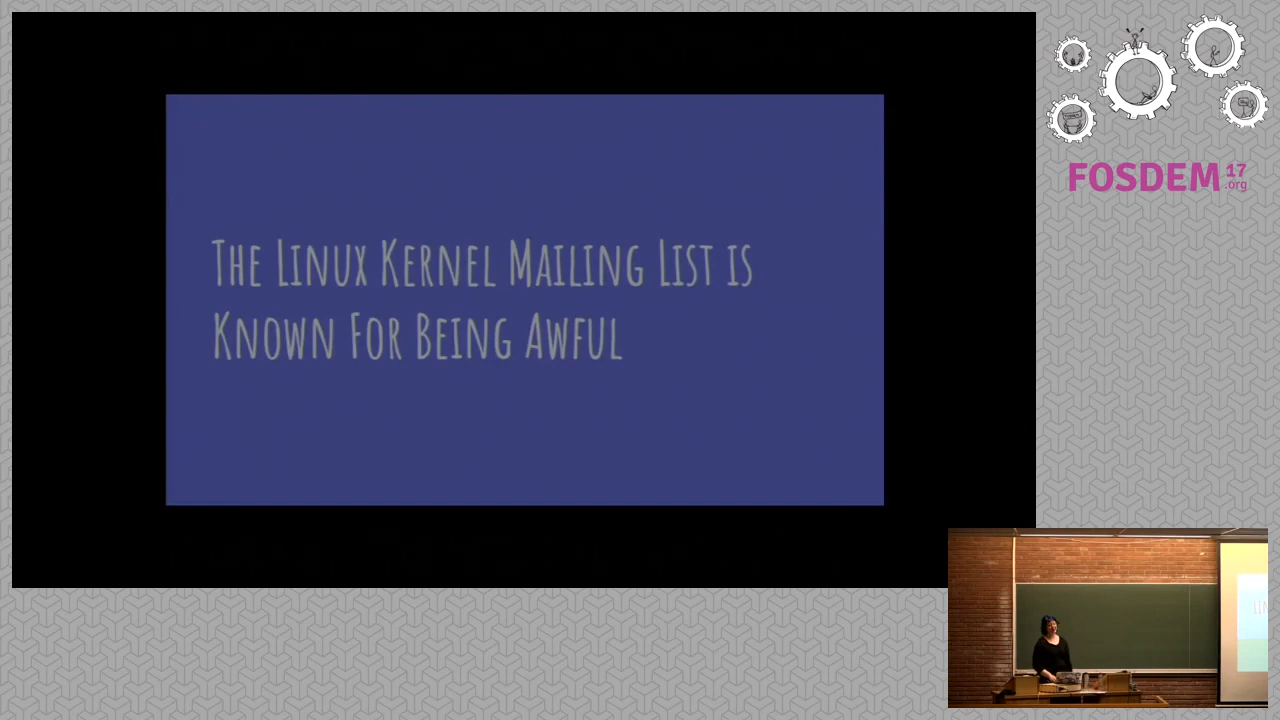 The Linux Kernel Mailing List is
Known For Being Awful
FOSDEM 17
.org